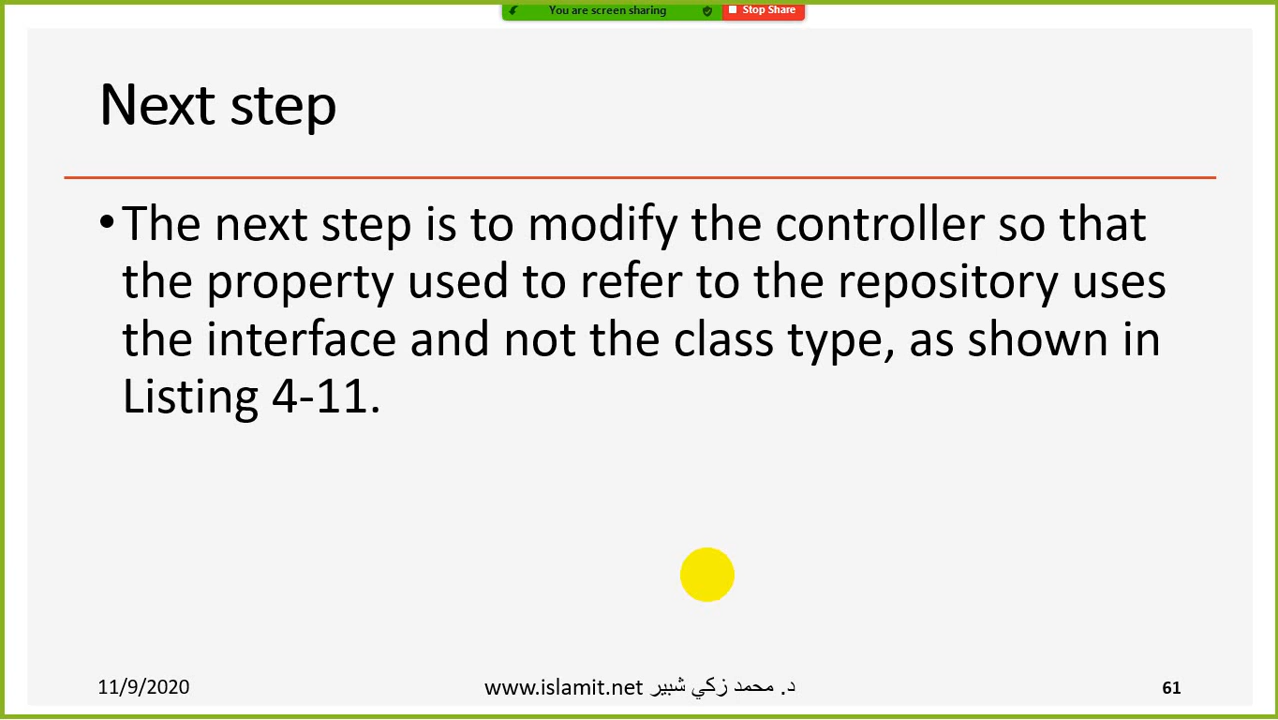 You are screen sharing Stop Share
Next step
•The next step is to modify the controller so that
the property used to refer to the repository uses
the interface and not the class type, as shown in
Listing 4-11.
11/9/2020 www.islamit.net د. محمد زكي شبير 61